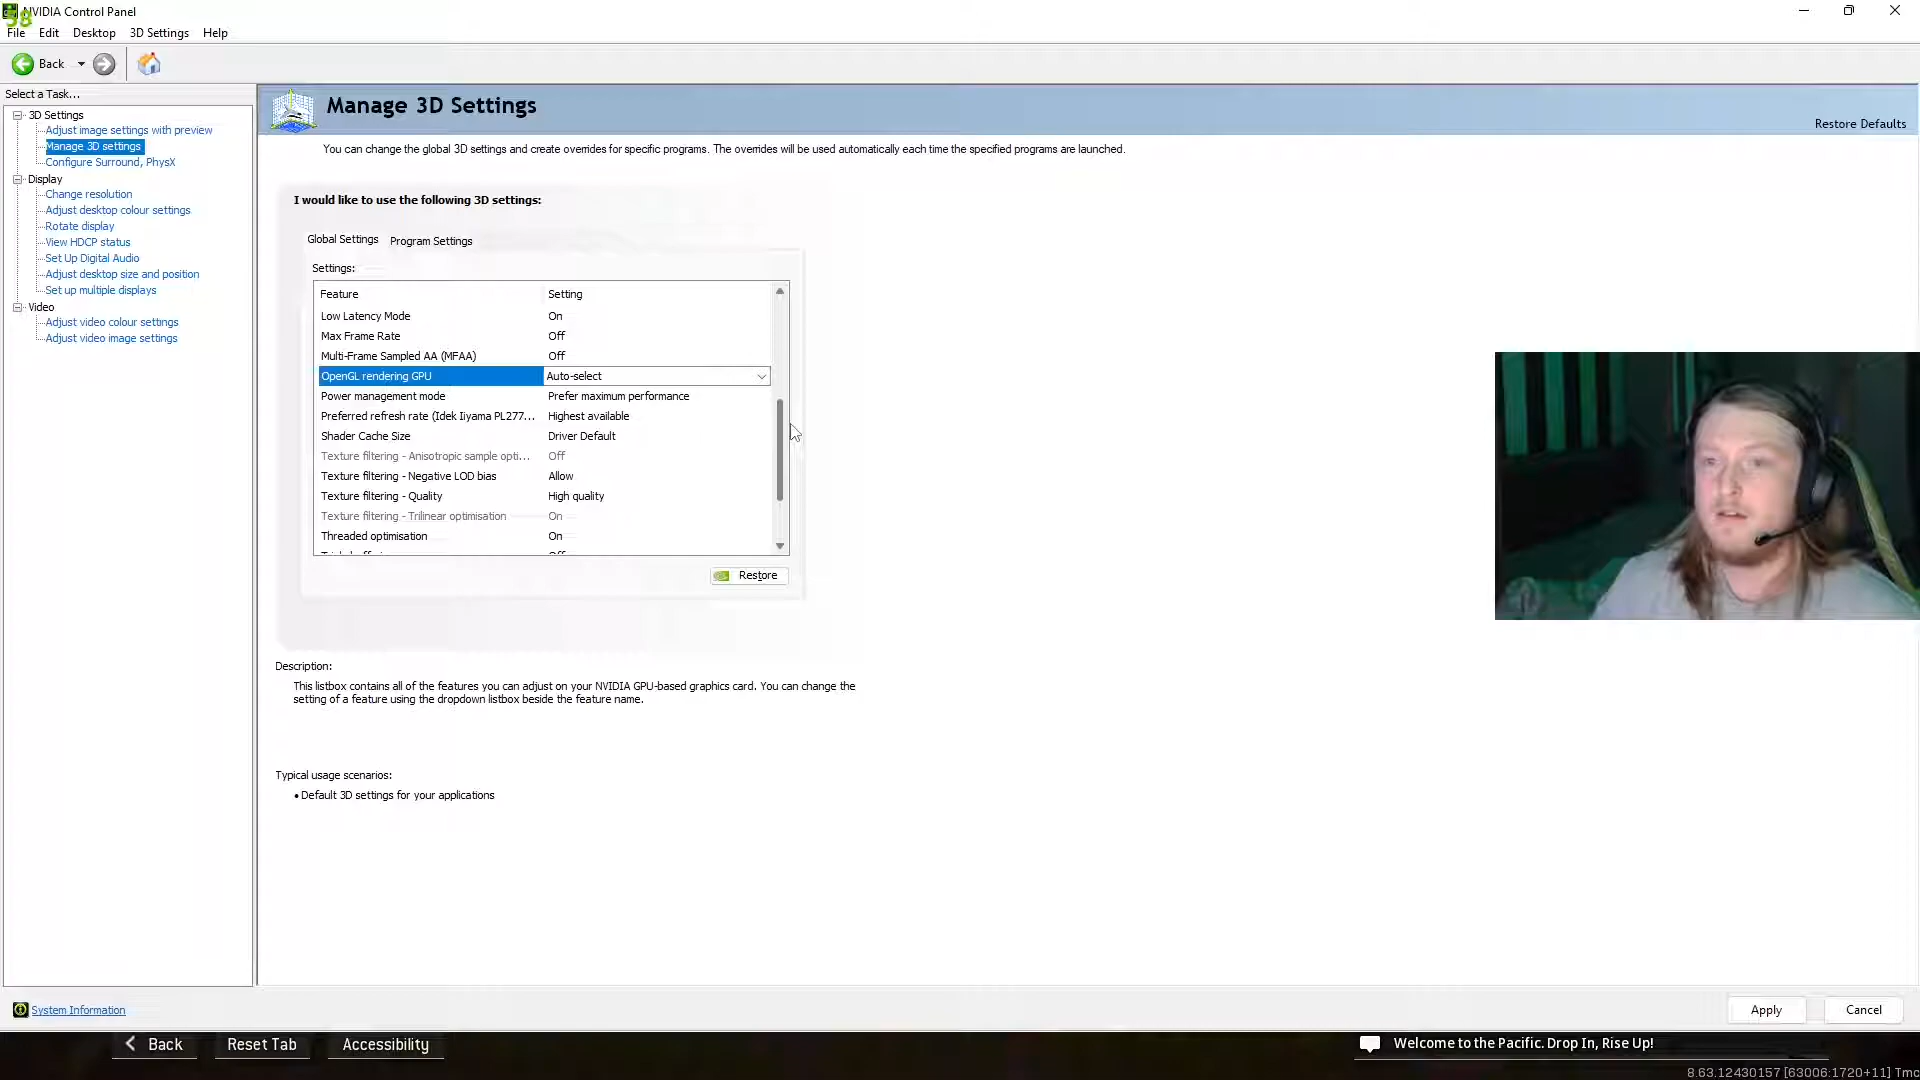 NVIDIA Control Panel
58
File Edit Desktop 3D Settings Help
Back
Select a Task...
3D Settings
Adjust image settings with preview
Manage 3D settings
Configure Surround, PhysX
Display
Change resolution
Adjust desktop colour settings
Rotate display
View HDCP status
Set Up Digital Audio
Adjust desktop size and position
Set up multiple displays
Video
Adjust video colour settings
Adjust video image settings
System Information
Manage 3D Settings
Restore Defaults
You can change the global 3D settings and create overrides for specific programs. The overrides will be used automatically each time the specified programs are launched.
I would like to use the following 3D settings:
Global Settings Program Settings
Settings:
Feature Setting
Low Latency Mode On
Max Frame Rate Off
Multi-Frame Sampled AA (MFAA) Off
OpenGL rendering GPU Auto-select
Power management mode Prefer maximum performance
Preferred refresh rate (Idek Iiyama PL277... Highest available
Shader Cache Size Driver Default
Texture filtering - Anisotropic sample opti... Off
Texture filtering - Negative LOD bias Allow
Texture filtering - Quality High quality
Texture filtering - Trilinear optimisation On
Threaded optimisation On
Restore
Description:
This listbox contains all of the features you can adjust on your NVIDIA GPU-based graphics card. You can change the
setting of a feature using the dropdown listbox beside the feature name.
Typical usage scenarios:
• Default 3D settings for your applications
Apply Cancel
Back Reset Tab Accessibility
Welcome to the Pacific. Drop In, Rise Up!
8.63.12430157 [63006:1720+11] Tmc